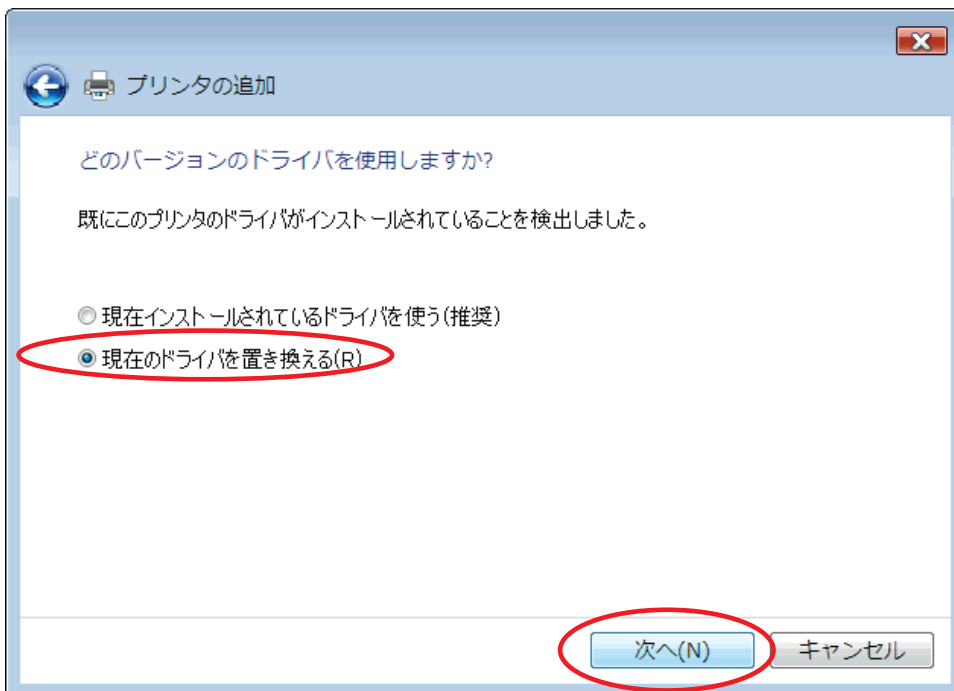 プリンタの追加
どのバージョンのドライバを使用しますか?
既にこのプリンタのドライバがインストールされていることを検出しました。
現在インストールされているドライバを使う(推奨)
現在のドライバを置き換える(R)
次へ(N)
キャンセル